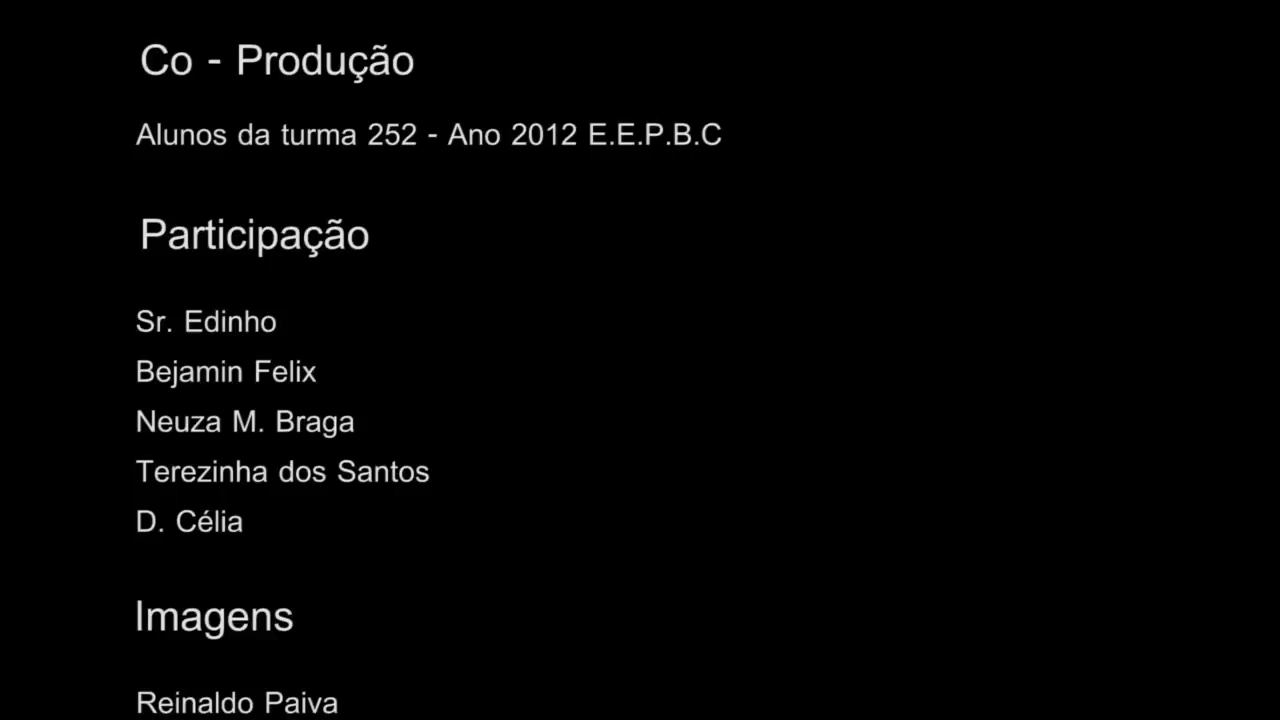 Co - Produção
Alunos da turma 252 - Ano 2012 E.E.P.B.C
Participação
Sr. Edinho
Bejamin Felix
Neuza M. Braga
Terezinha dos Santos
D. Célia
Imagens
Reinaldo Paiva